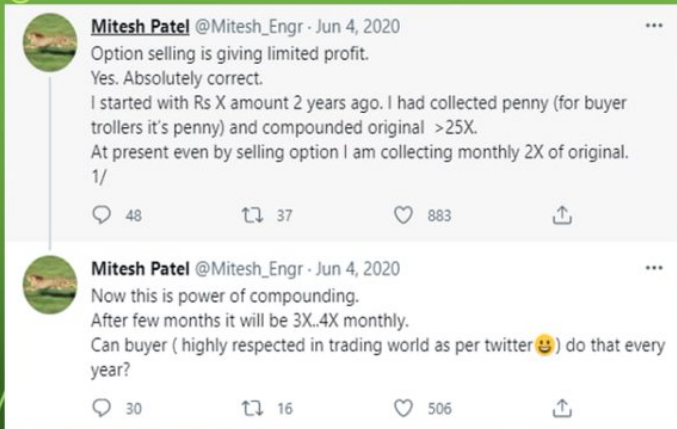 Mitesh Patel @Mitesh_Engr · Jun 4, 2020
Option selling is giving limited profit.
Yes. Absolutely correct.
I started with Rs X amount 2 years ago. I had collected penny (for buyer
trollers it's penny) and compounded original >25X.
At present even by selling option I am collecting monthly 2X of original.
1/
48 37 883
Mitesh Patel @Mitesh_Engr · Jun 4, 2020
Now this is power of compounding.
After few months it will be 3X..4X monthly.
Can buyer ( highly respected in trading world as per twitter😀) do that every
year?
30 16 506